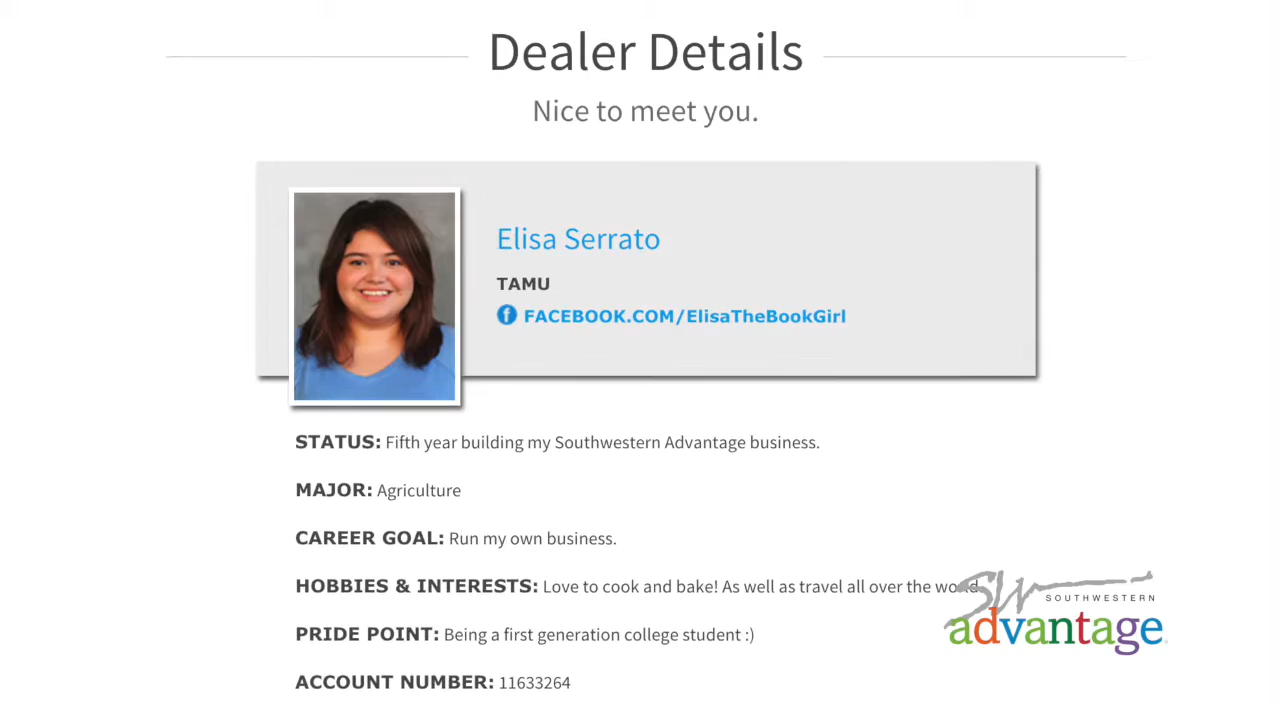 Dealer Details
Nice to meet you.
Elisa Serrato
TAMU
FACEBOOK.COM/ElisaTheBookGirl
STATUS: Fifth year building my Southwestern Advantage business.
MAJOR: Agriculture
CAREER GOAL: Run my own business.
HOBBIES & INTERESTS: Love to cook and bake! As well as travel all over the world.
SW SOUTHWESTERN
advantage
PRIDE POINT: Being a first generation college student :)
ACCOUNT NUMBER: 11633264